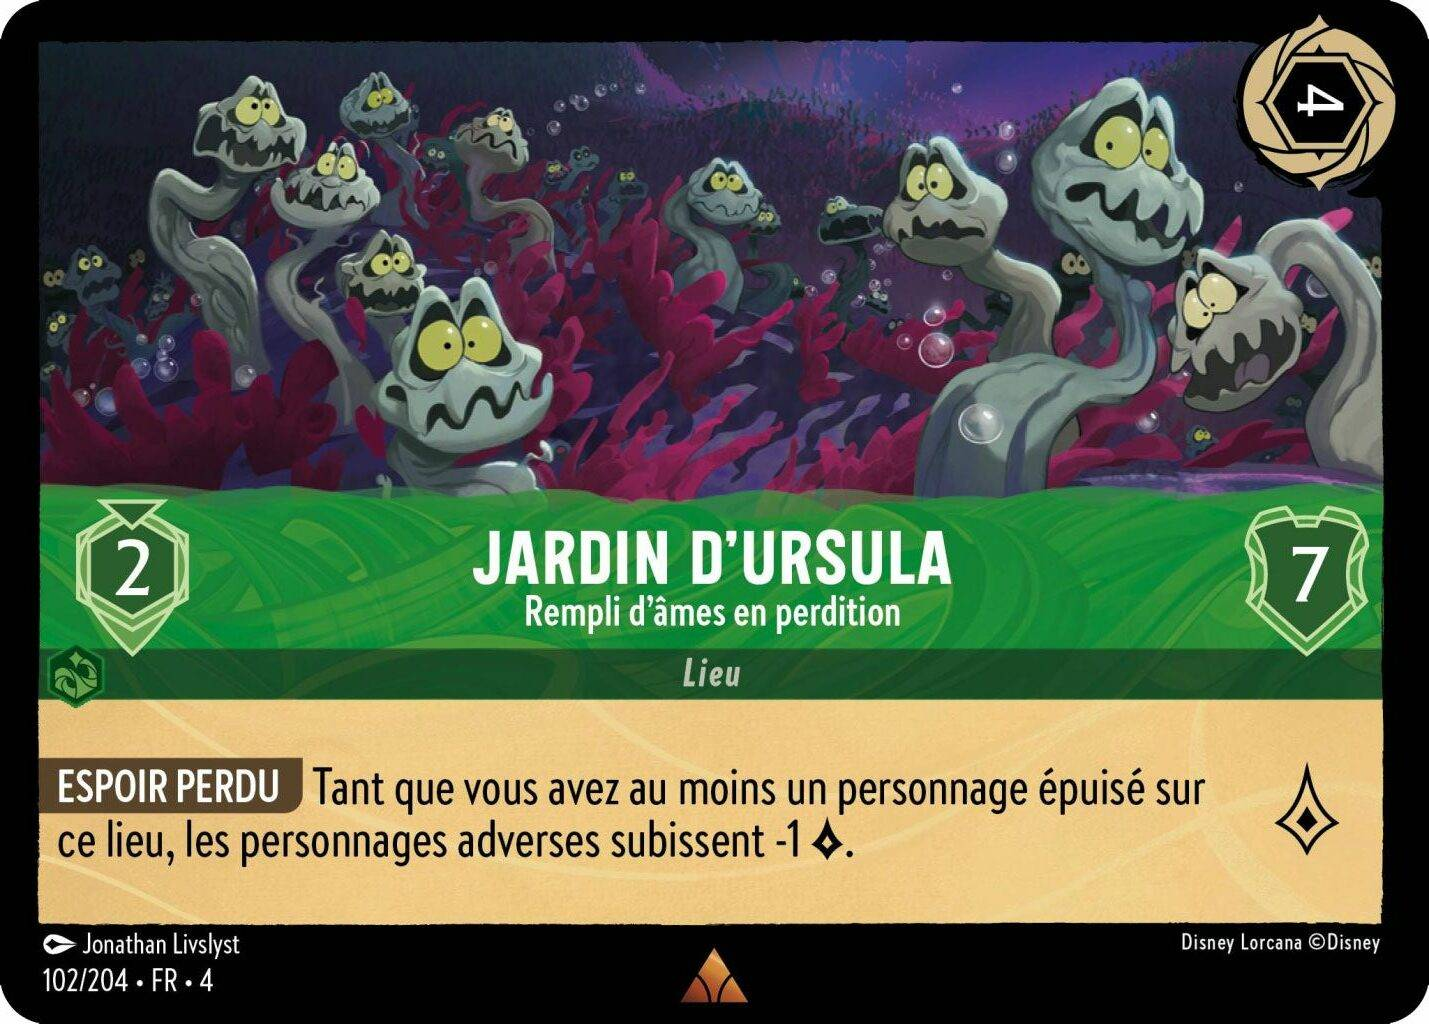 4
2
JARDIN D'URSULA
7
Rempli d'âmes en perdition
Lieu
ESPOIR PERDU Tant que vous avez au moins un personnage épuisé sur
ce lieu, les personnages adverses subissent -1 .
Jonathan Livslyst
Disney Lorcana ©Disney
102/204 • FR • 4